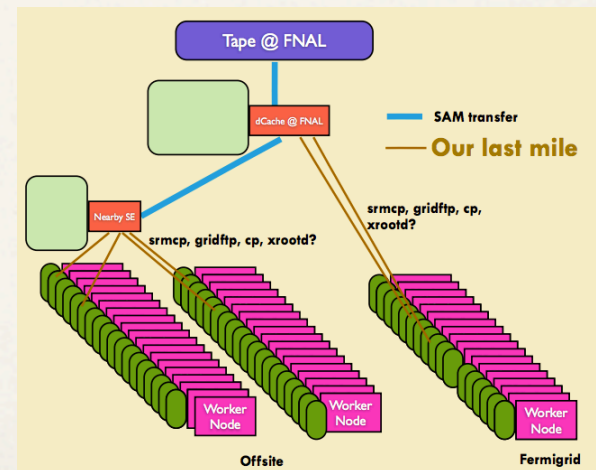 Tape @ FNAL
dCache @ FNAL
SAM transfer
Our last mile
srmcp, gridftp, cp,
xrootd?
Nearby SE
srmcp, gridftp, cp, xrootd?
Worker
Node
Worker
Node
Worker
Node
Offsite
Fermigrid